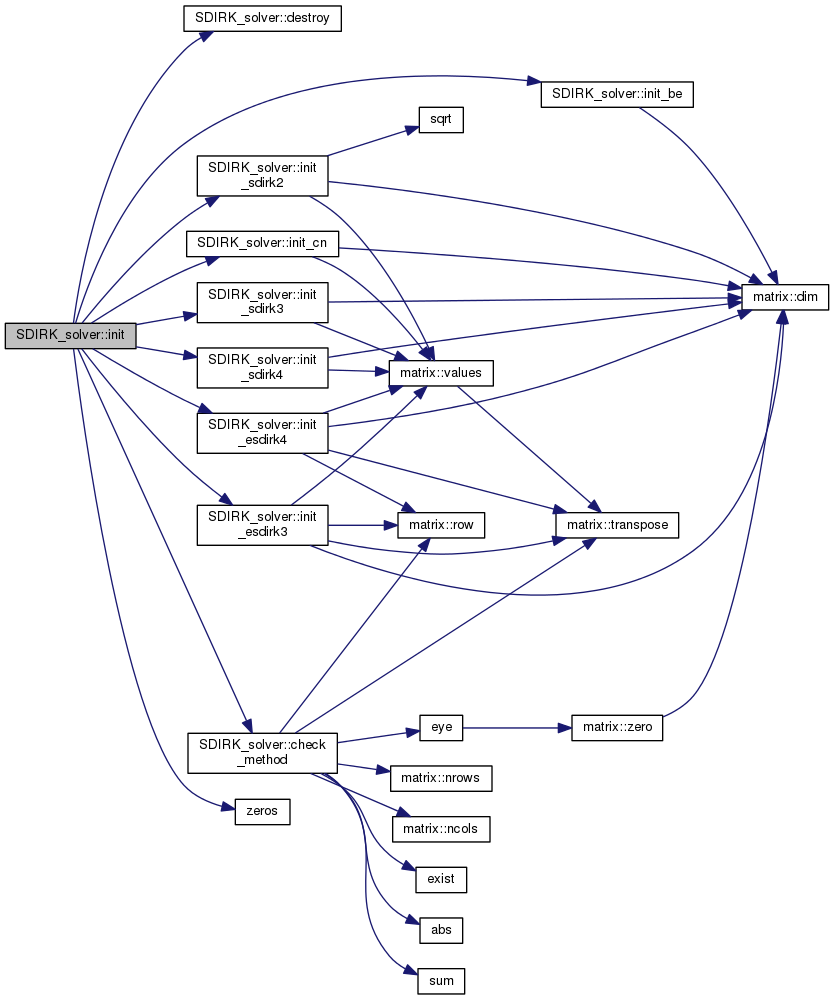 SDIRK_solver::destroy
SDIRK_solver::init_be
sqrt
SDIRK_solver::init
_sdirk2
SDIRK_solver::init_cn
SDIRK_solver::init
_sdirk3
matrix::dim
SDIRK_solver::init
SDIRK_solver::init
_sdirk4
matrix::values
SDIRK_solver::init
_esdirk4
SDIRK_solver::init
_esdirk3
matrix::row
matrix::transpose
SDIRK_solver::check
_method
eye
matrix::zero
matrix::nrows
zeros
matrix::ncols
exist
abs
sum